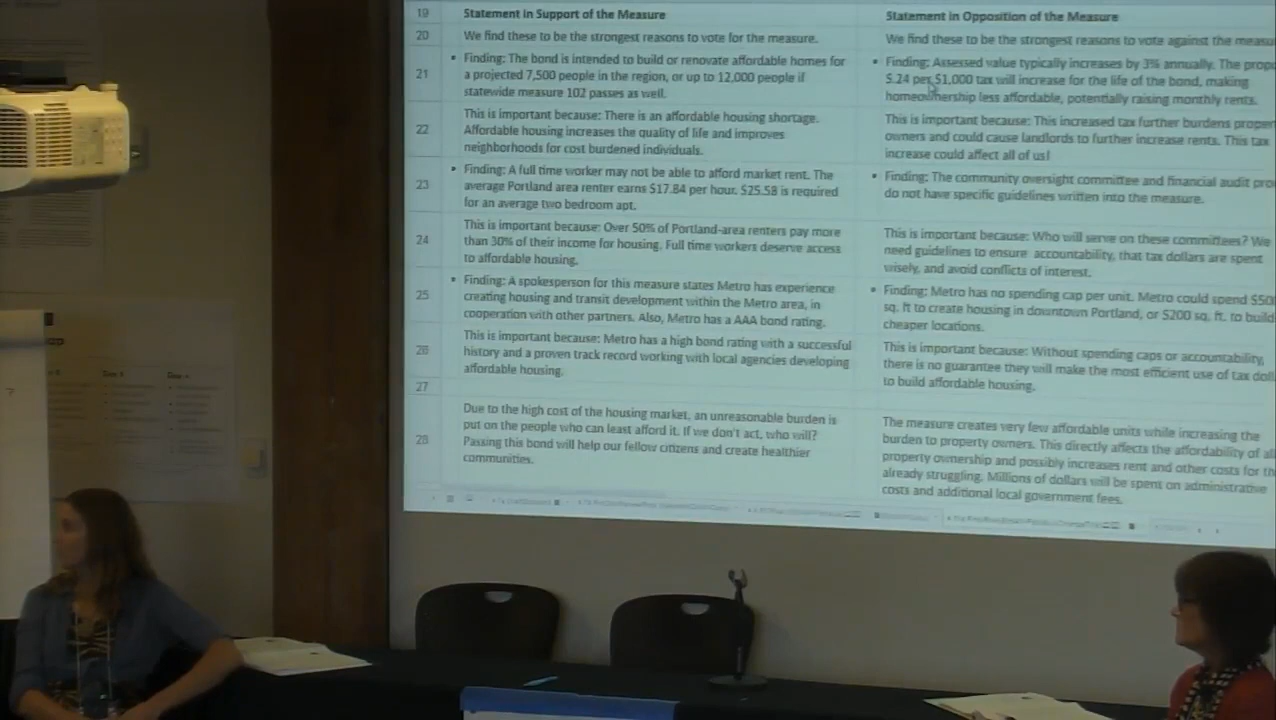 19 Statement in Support of the Measure
20 We find these to be the strongest reasons to vote for the measure.
21 • Finding: The bond is intended to build or renovate affordable homes for
a projected 7,500 people in the region, or up to 12,000 people if
statewide measure 102 passes as well.
22 This is important because: There is an affordable housing shortage.
Affordable housing increases the quality of life and improves
neighborhoods for cost burdened individuals.
23 • Finding: A full time worker may not be able to afford market rent. The
average Portland area renter earns $17.84 per hour. $25.58 is required
for an average two bedroom apt.
24 This is important because: Over 50% of Portland-area renters pay more
than 30% of their income for housing. Full time workers deserve access
to affordable housing.
25 • Finding: A spokesperson for this measure states Metro has experience
creating housing and transit development within the Metro area, in
cooperation with other partners. Also, Metro has a AAA bond rating.
26 This is important because: Metro has a high bond rating with a successful
history and a proven track record working with local agencies developing
affordable housing.
27
28 Due to the high cost of the housing market, an unreasonable burden is
put on the people who can least afford it. If we don't act, who will?
Passing this bond will help our fellow citizens and create healthier
communities.
Statement in Opposition of the Measure
We find these to be the strongest reasons to vote against the measu
• Finding: Assessed value typically increases by 3% annually. The prop
$.24 per $1,000 tax will increase for the life of the bond, making
homeownership less affordable, potentially raising monthly rents.
This is important because: This increased tax further burdens proper
owners and could cause landlords to further increase rents. This tax
increase could affect all of us!
• Finding: The community oversight committee and financial audit pro
do not have specific guidelines written into the measure.
This is important because: Who will serve on these committees? We
need guidelines to ensure accountability, that tax dollars are spent
wisely, and avoid conflicts of interest.
• Finding: Metro has no spending cap per unit. Metro could spend $50
sq. ft to create housing in downtown Portland, or $200 sq. ft. to build
cheaper locations.
This is important because: Without spending caps or accountability,
there is no guarantee they will make the most efficient use of tax doll
to build affordable housing.
The measure creates very few affordable units while increasing the
burden to property owners. This directly affects the affordability of all
property ownership and possibly increases rent and other costs for th
already struggling. Millions of dollars will be spent on administrative
costs and additional local government fees.